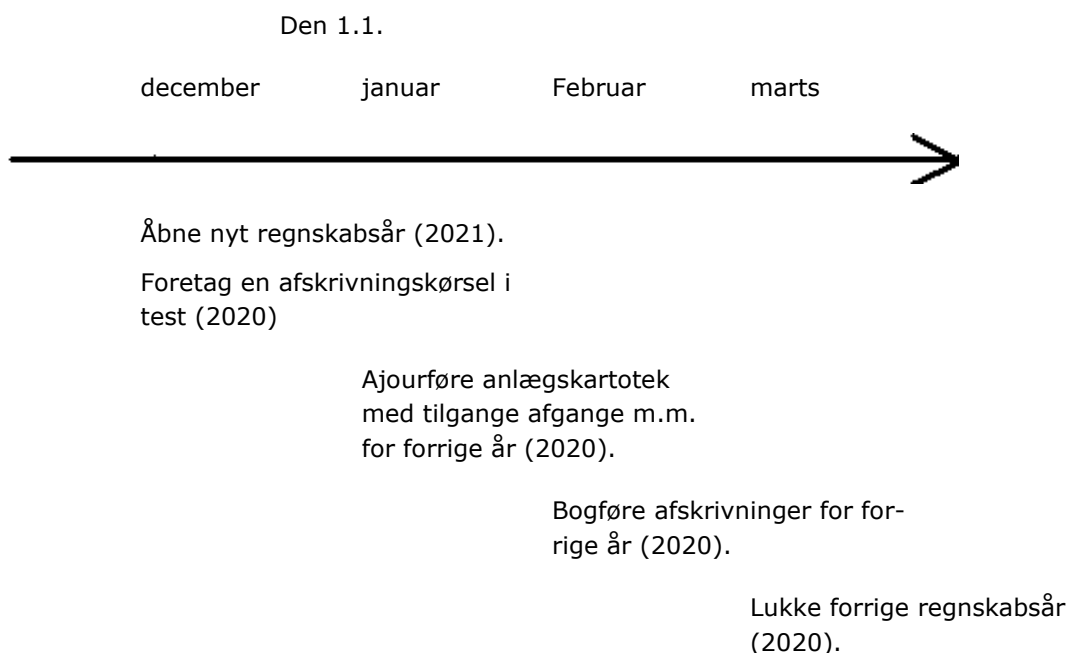 Den 1.1.
december januar Februar marts
Åbne nyt regnskabsår (2021).
Foretag en afskrivningskørsel i
test (2020)
Ajourføre anlægskartotek
med tilgange afgange m.m.
for forrige år (2020).
Bogføre afskrivninger for for-
rige år (2020).
Lukke forrige regnskabsår
(2020).